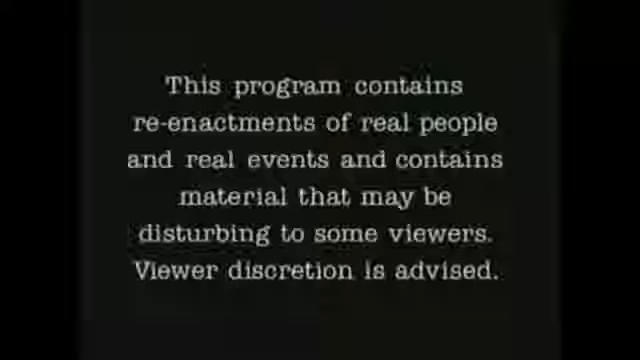 This program contains
re-enactments of real people
and real events and contains
material that may be
disturbing to some viewers.
Viewer discretion is advised.